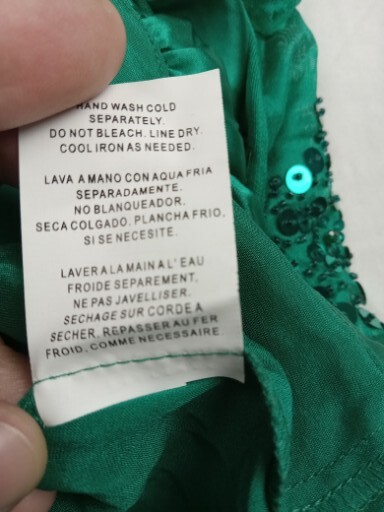 HAND WASH COLD
SEPARATELY.
DO NOT BLEACH. LINE DRY.
COOL IRON AS NEEDED.
LAVA A MANO CON AQUA FRIA
SEPARADAMENTE.
NO BLANQUEADOR.
SECA COLGADO. PLANCHA FRIO.
SI SE NECESITE.
LAVER A LA MAIN A L' EAU
FROIDE SEPAREMENT.
NE PAS JAVELLISER.
SECHAGE SUR CORDE A
SECHER. REPASSER AU FER
FROID. COMME NECESSAIRE